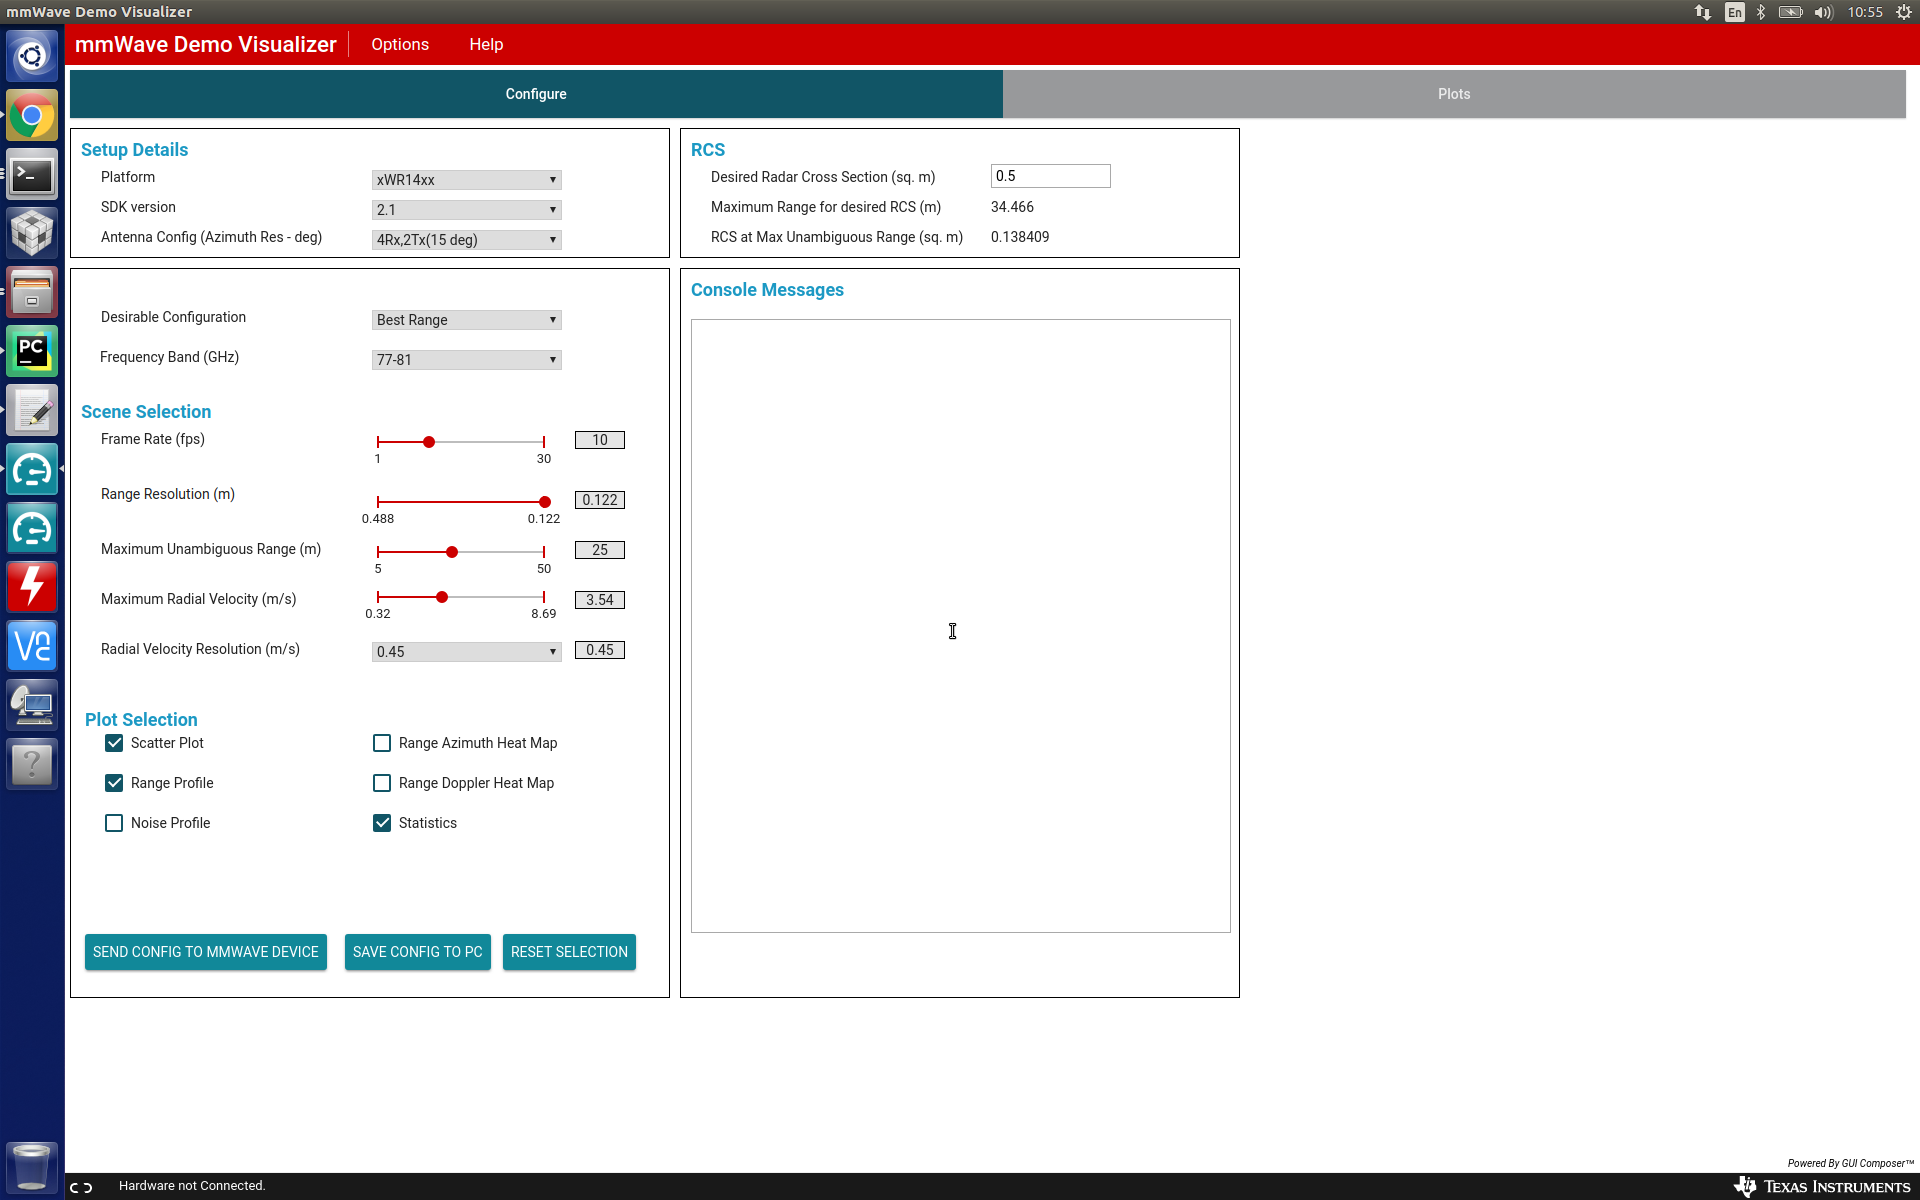 mmWave Demo Visualizer
En
10:55
mmWave Demo Visualizer Options Help
Configure Plots
Setup Details
Platform xWR14xx
SDK version 2.1
Antenna Config (Azimuth Res - deg) 4Rx,2Tx(15 deg)
RCS
Desired Radar Cross Section (sq. m) 0.5
Maximum Range for desired RCS (m) 34.466
RCS at Max Unambiguous Range (sq. m) 0.138409
Desirable Configuration Best Range
Frequency Band (GHz) 77-81
Scene Selection
Frame Rate (fps) 10
1 30
Range Resolution (m) 0.122
0.488 0.122
Maximum Unambiguous Range (m) 25
5 50
Maximum Radial Velocity (m/s) 3.54
0.32 8.69
Radial Velocity Resolution (m/s) 0.45 0.45
Plot Selection
Scatter Plot Range Azimuth Heat Map
Range Profile Range Doppler Heat Map
Noise Profile Statistics
SEND CONFIG TO MMWAVE DEVICE SAVE CONFIG TO PC RESET SELECTION
Console Messages
PC
Powered By GUI Composer™
Hardware not Connected.
TEXAS INSTRUMENTS